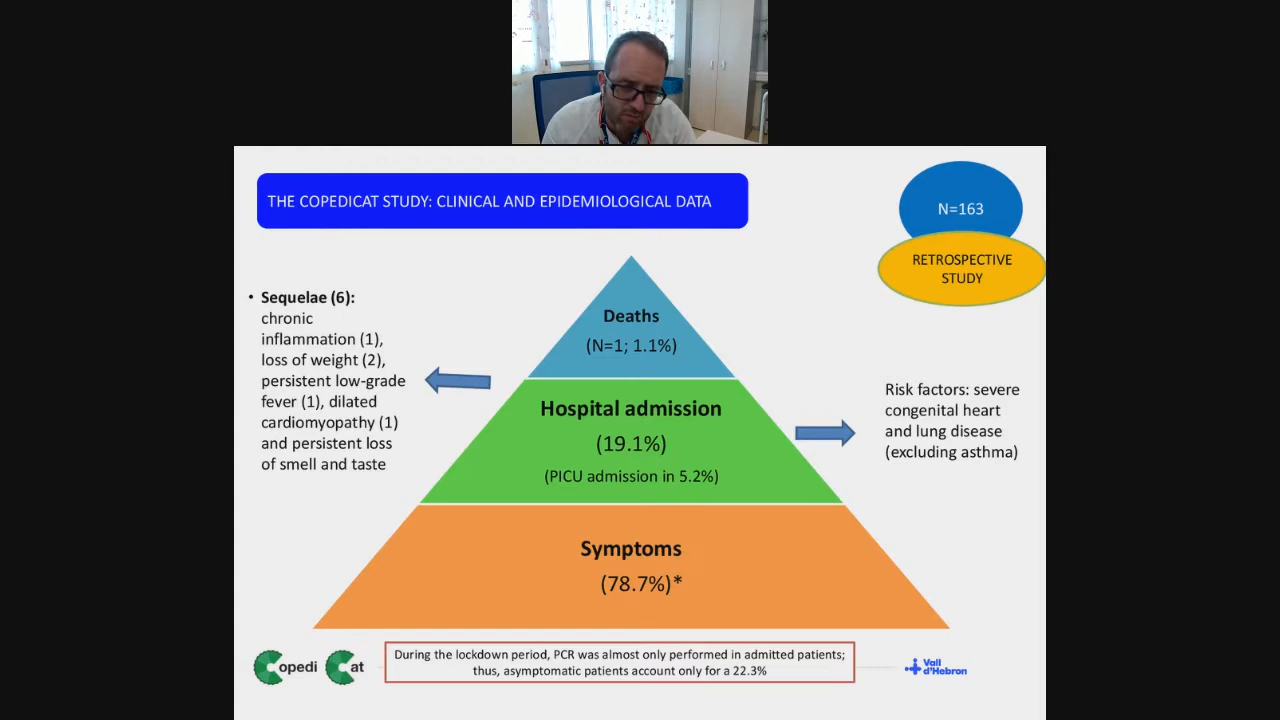 THE COPEDICAT STUDY: CLINICAL AND EPIDEMIOLOGICAL DATA
N=163
RETROSPECTIVE
STUDY
• Sequelae (6):
chronic
inflammation (1),
loss of weight (2),
persistent low-grade
fever (1), dilated
cardiomyopathy (1)
and persistent loss
of smell and taste
Deaths
(N=1; 1.1%)
Hospital admission
(19.1%)
(PICU admission in 5.2%)
Symptoms
(78.7%)*
Risk factors: severe
congenital heart
and lung disease
(excluding asthma)
Copedi Cat
During the lockdown period, PCR was almost only performed in admitted patients;
thus, asymptomatic patients account only for a 22.3%
Vall
d'Hebron